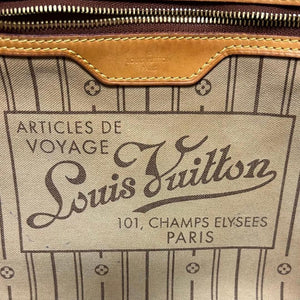 ARTICLES DE
VOYAGE
Louis Vuitton
101, CHAMPS ELYSEES
PARIS